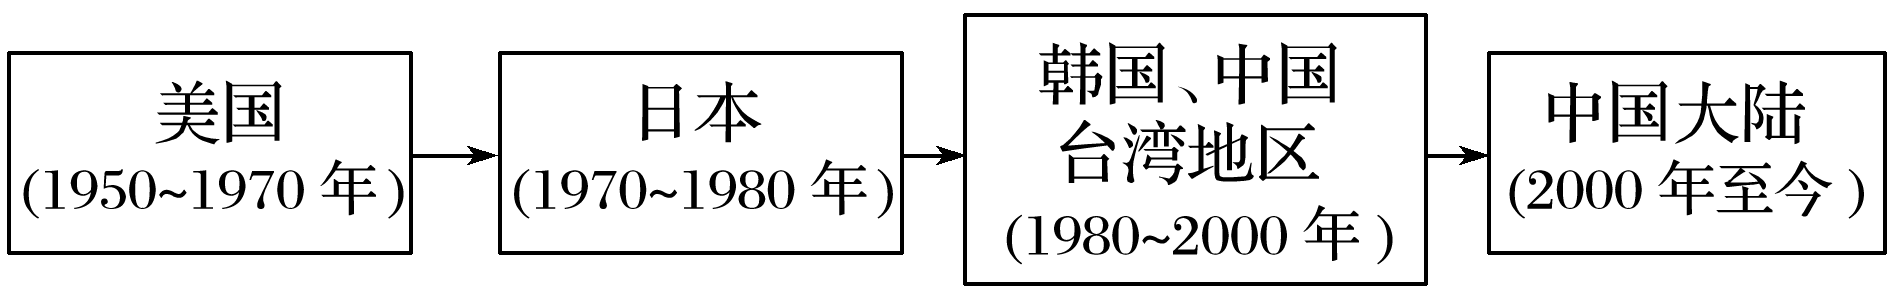 美国
(1950~1970 年)
日本
(1970~1980 年)
韩国、中国
台湾地区
(1980~2000 年)
中国大陆
(2000 年至今)